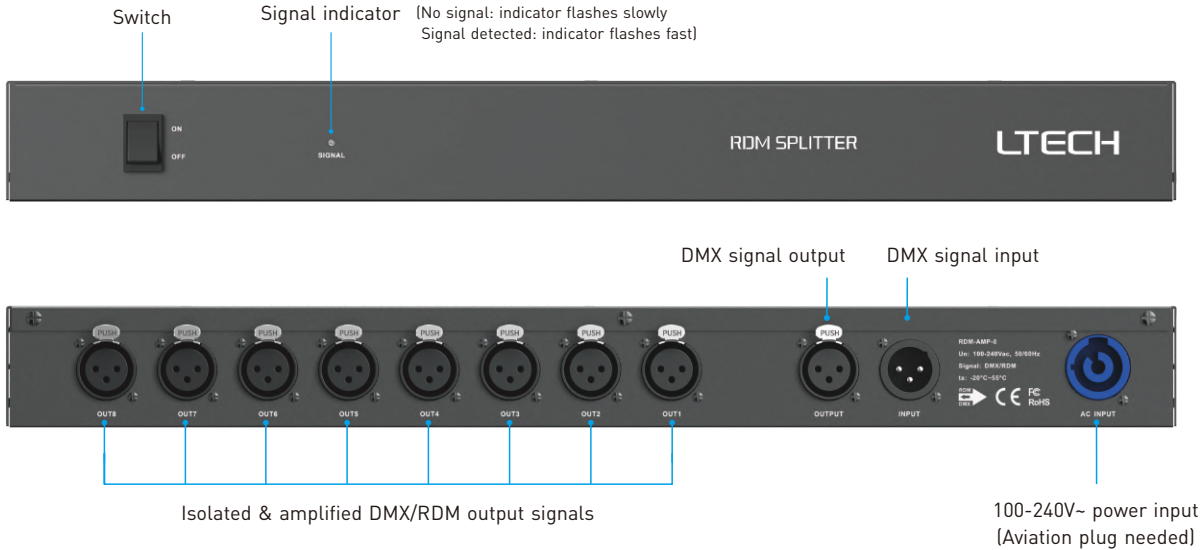 Switch
Signal indicator (No signal: indicator flashes slowly
Signal detected: indicator flashes fast)
ON
OFF
SIGNAL
RDM SPLITTER
LTECH
DMX signal output
DMX signal input
PUSH PUSH PUSH PUSH PUSH PUSH PUSH PUSH PUSH
RDM-AMP-8
Un: 100-240Vac, 50/60Hz
Signal: DMX/RDM
ta: -20°C~55°C
RDM
DMX
CE FC
RoHS
OUT8 OUT7 OUT6 OUT5 OUT4 OUT3 OUT2 OUT1 OUTPUT INPUT AC INPUT
Isolated & amplified DMX/RDM output signals
100-240V~ power input
(Aviation plug needed)